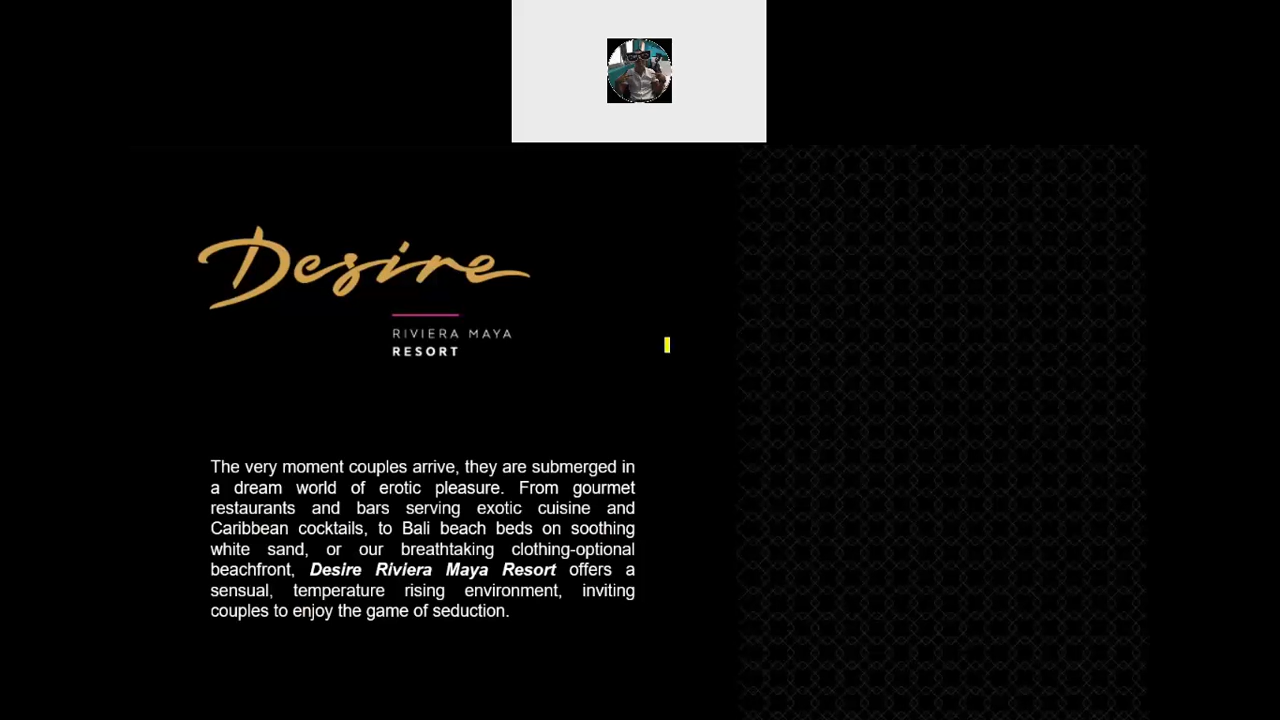 Desire
RIVIERA MAYA
RESORT
The very moment couples arrive, they are submerged in
a dream world of erotic pleasure. From gourmet
restaurants and bars serving exotic cuisine and
Caribbean cocktails, to Bali beach beds on soothing
white sand, or our breathtaking clothing-optional
beachfront, Desire Riviera Maya Resort offers a
sensual, temperature rising environment, inviting
couples to enjoy the game of seduction.